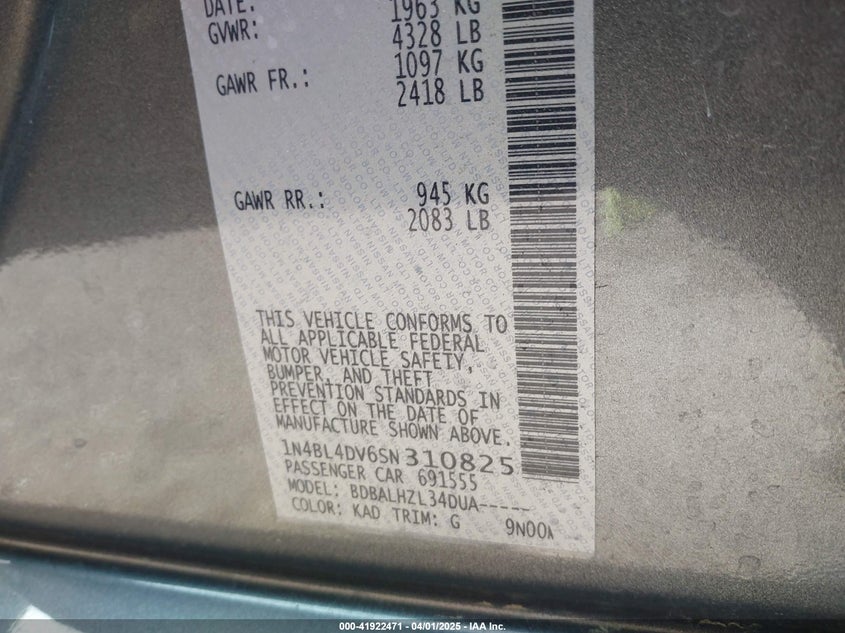 DATE: 1963 KG
GVWR: 4328 LB
GAWR FR.: 1097 KG
2418 LB
GAWR RR.: 945 KG
2083 LB
THIS VEHICLE CONFORMS TO
ALL APPLICABLE FEDERAL
MOTOR VEHICLE SAFETY,
BUMPER, AND THEFT
PREVENTION STANDARDS IN
EFFECT ON THE DATE OF
MANUFACTURE SHOWN ABOVE.
1N4BL4DV6SN310825
PASSENGER CAR 691555
MODEL: BDBALHZL34DUA-----
COLOR: KAD TRIM: G 9N00A
000-41922471 - 04/01/2025 - IAA Inc.